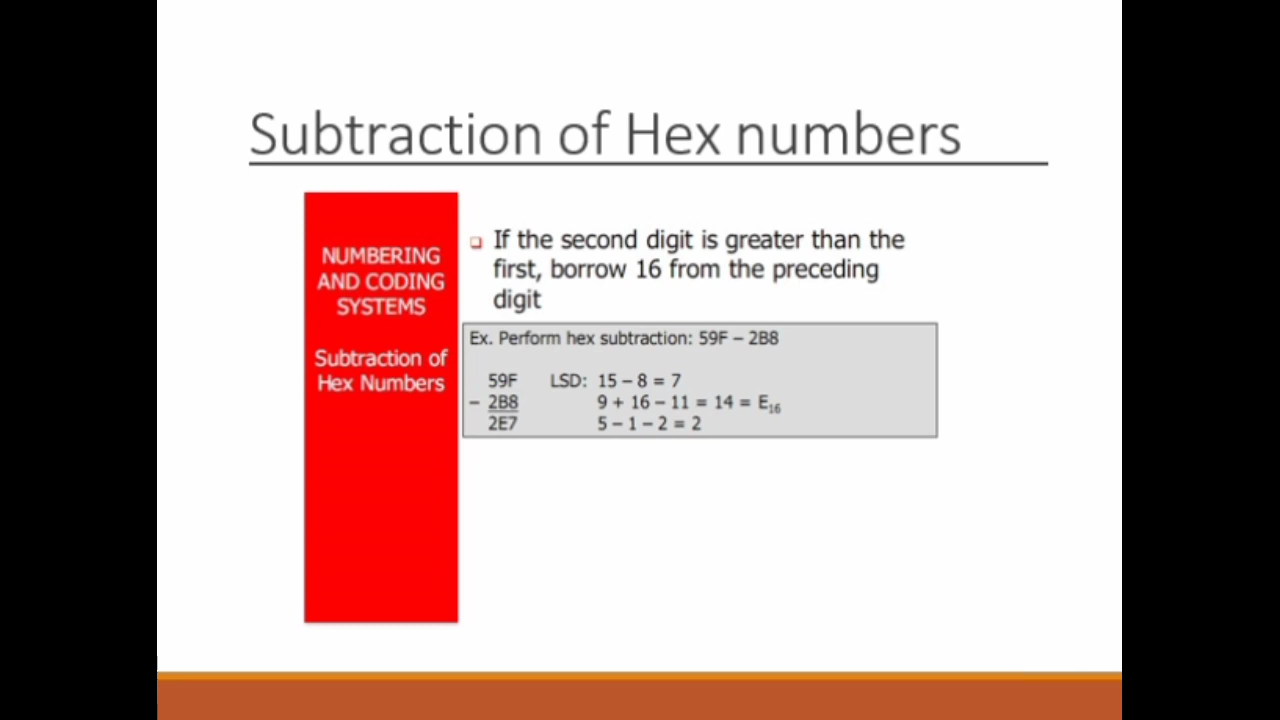 Subtraction of Hex numbers
NUMBERING
AND CODING
SYSTEMS
Subtraction of
Hex Numbers
If the second digit is greater than the
first, borrow 16 from the preceding
digit
Ex. Perform hex subtraction: 59F – 2B8
59F LSD: 15 – 8 = 7
– 2B8 9 + 16 – 11 = 14 = E₁₆
2E7 5 – 1 – 2 = 2